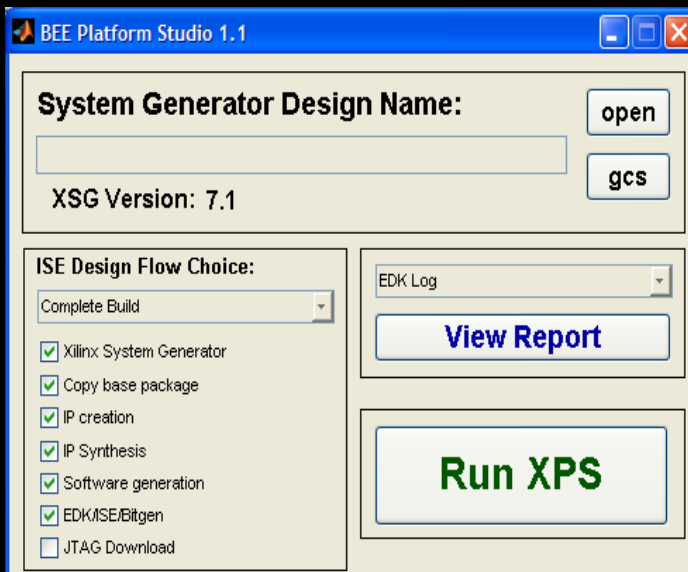 BEE Platform Studio 1.1
System Generator Design Name:
open
gcs
XSG Version: 7.1
ISE Design Flow Choice:
Complete Build
Xilinx System Generator
Copy base package
IP creation
IP Synthesis
Software generation
EDK/ISE/Bitgen
JTAG Download
EDK Log
View Report
Run XPS